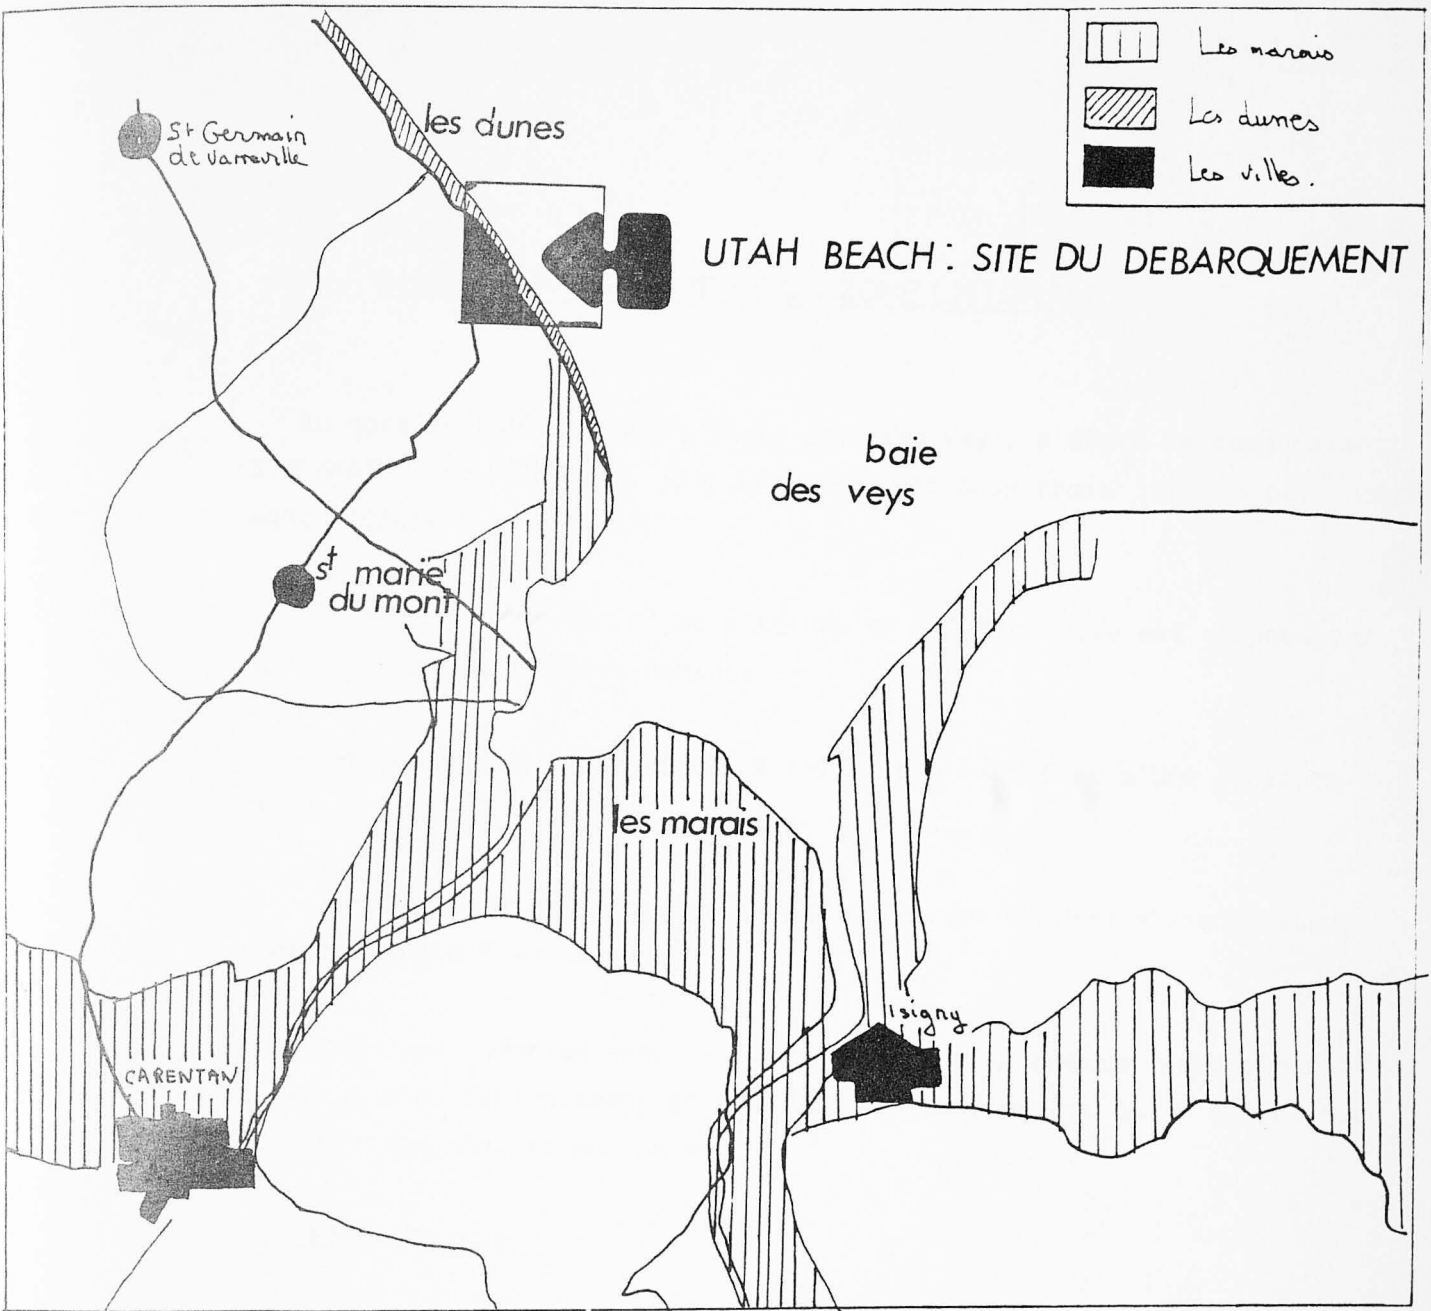 Les marais
Les dunes
Les villes.
St Germain
de Varreville
les dunes
UTAH BEACH : SITE DU DEBARQUEMENT
baie
des veys
st marie
du mont
les marais
isigny
CARENTAN